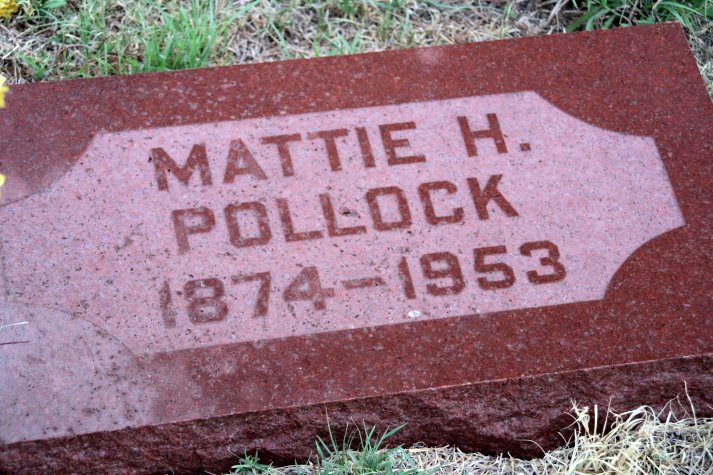 MATTIE H.
POLLOCK
1874-1953